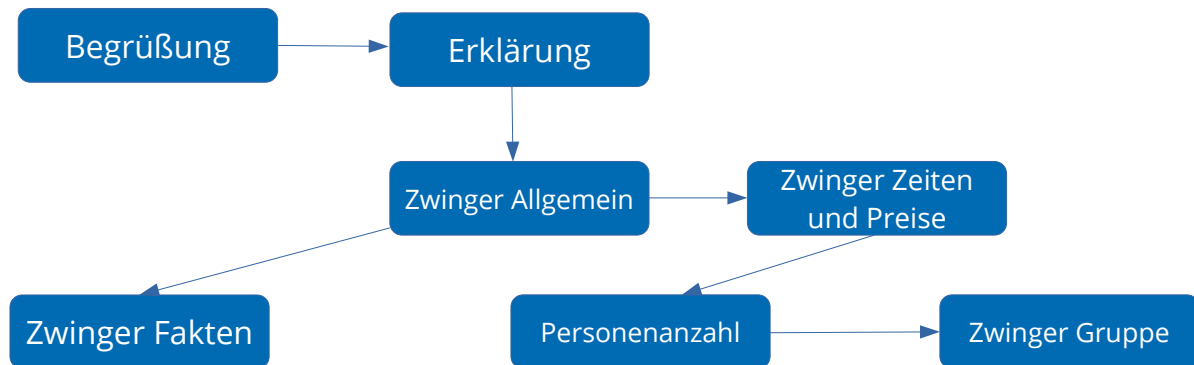 Begrüßung
Erklärung
Zwinger Allgemein
Zwinger Zeiten
und Preise
Zwinger Fakten
Personenanzahl
Zwinger Gruppe